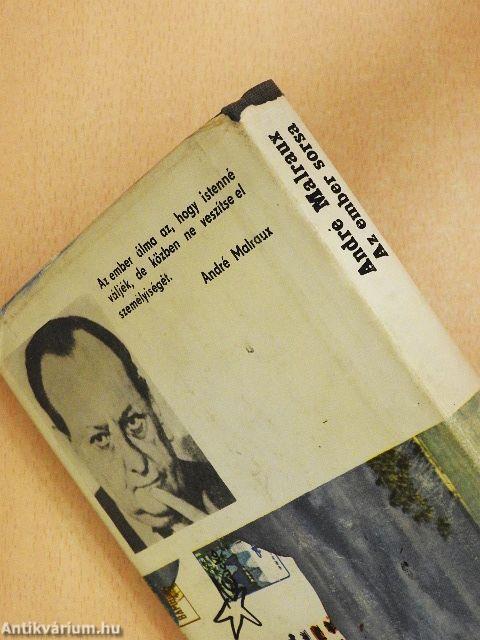 Az ember álma az, hogy istenné
váljék, de közben ne veszítse el
személyiségét.
André Malraux
André Malraux
Az ember sorsa
Antikvárium.hu